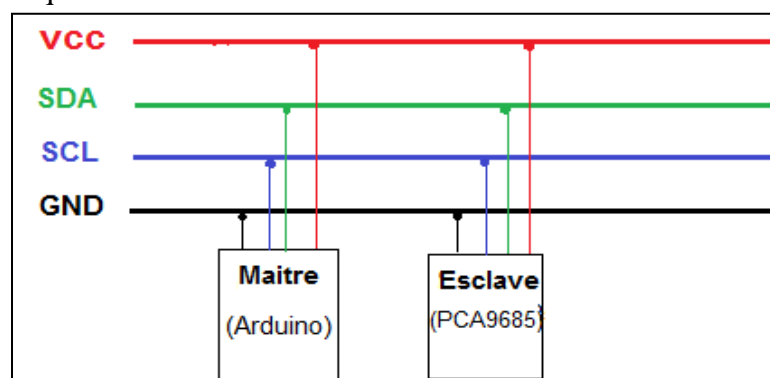 VCC
SDA
SCL
GND
Maitre
(Arduino)
Esclave
(PCA9685)